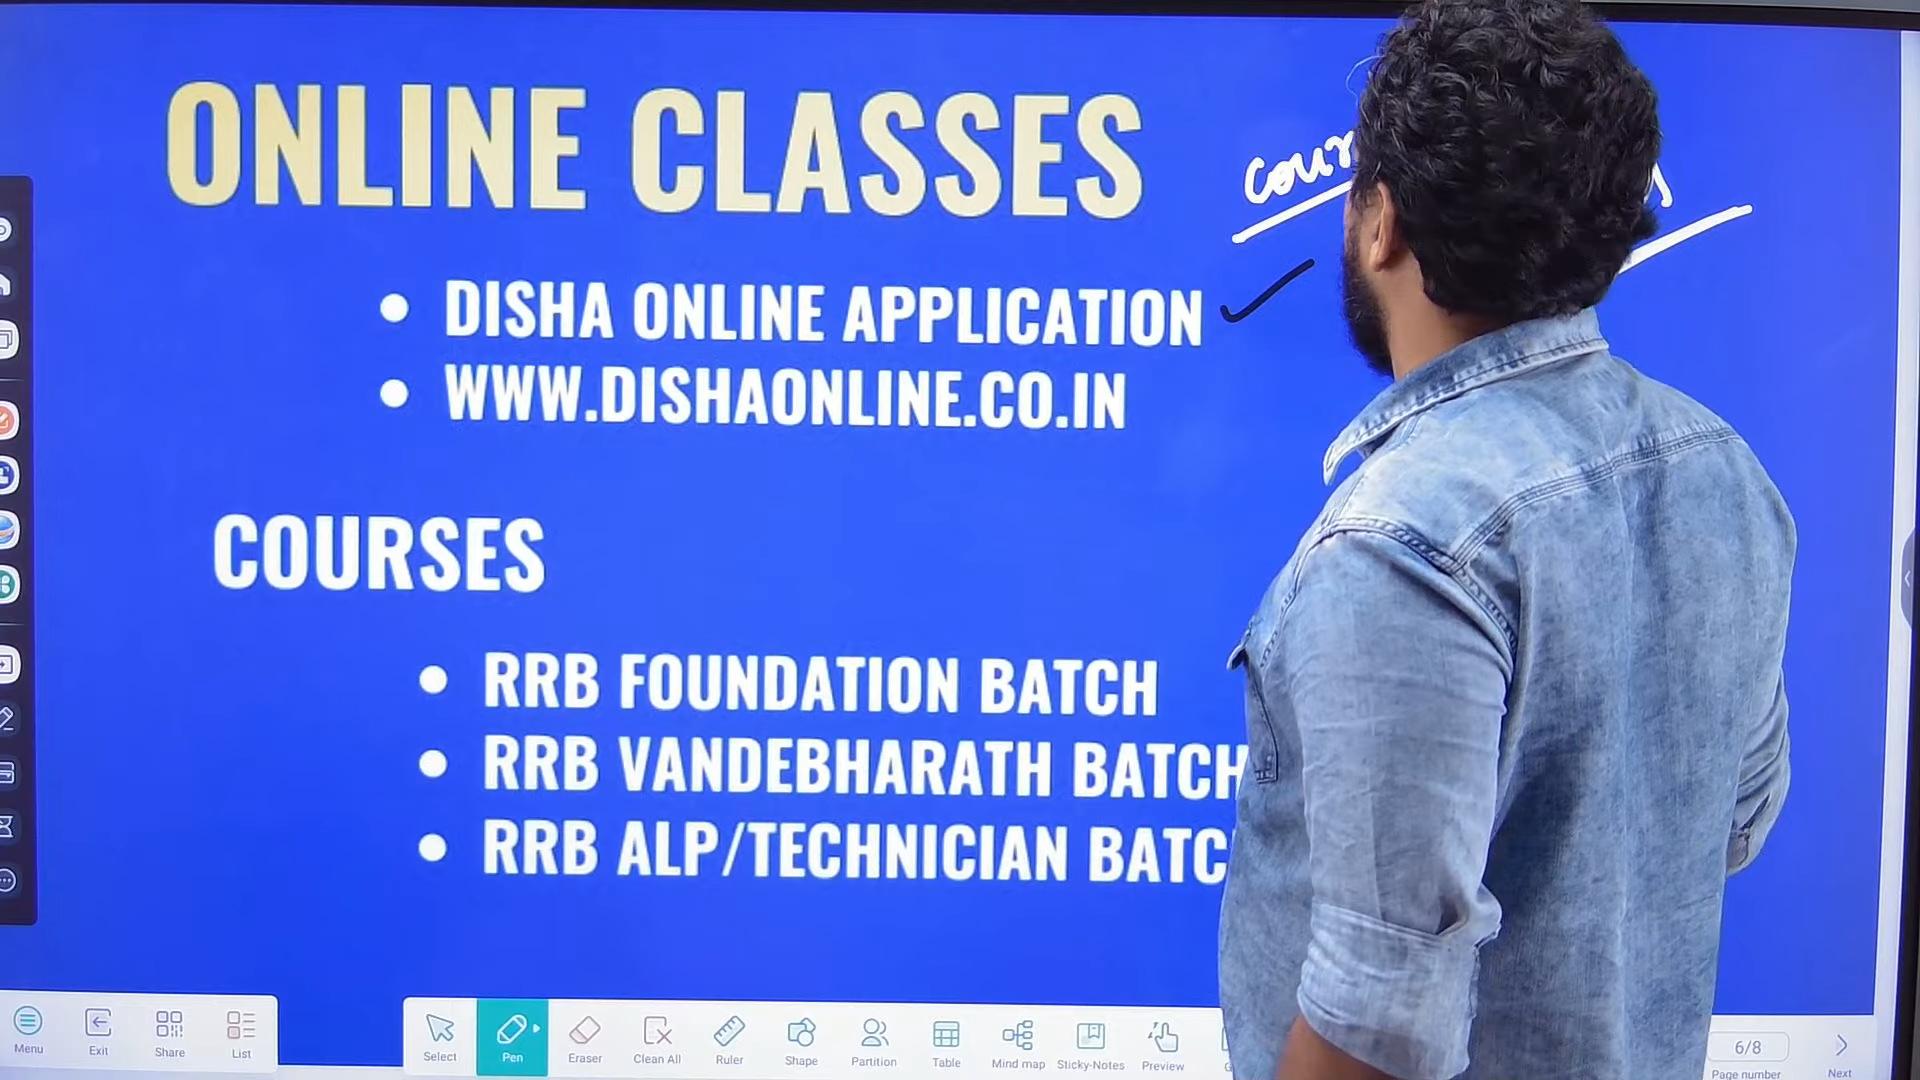 ONLINE CLASSES
• DISHA ONLINE APPLICATION
• WWW.DISHAONLINE.CO.IN
COURSES
• RRB FOUNDATION BATCH
• RRB VANDEBHARATH BATCH
• RRB ALP/TECHNICIAN BATC
Menu Exit Share List
Select Pen Eraser Clean All Ruler Shape Partition Table Mind map Sticky-Notes Preview
6/8
Page number Next